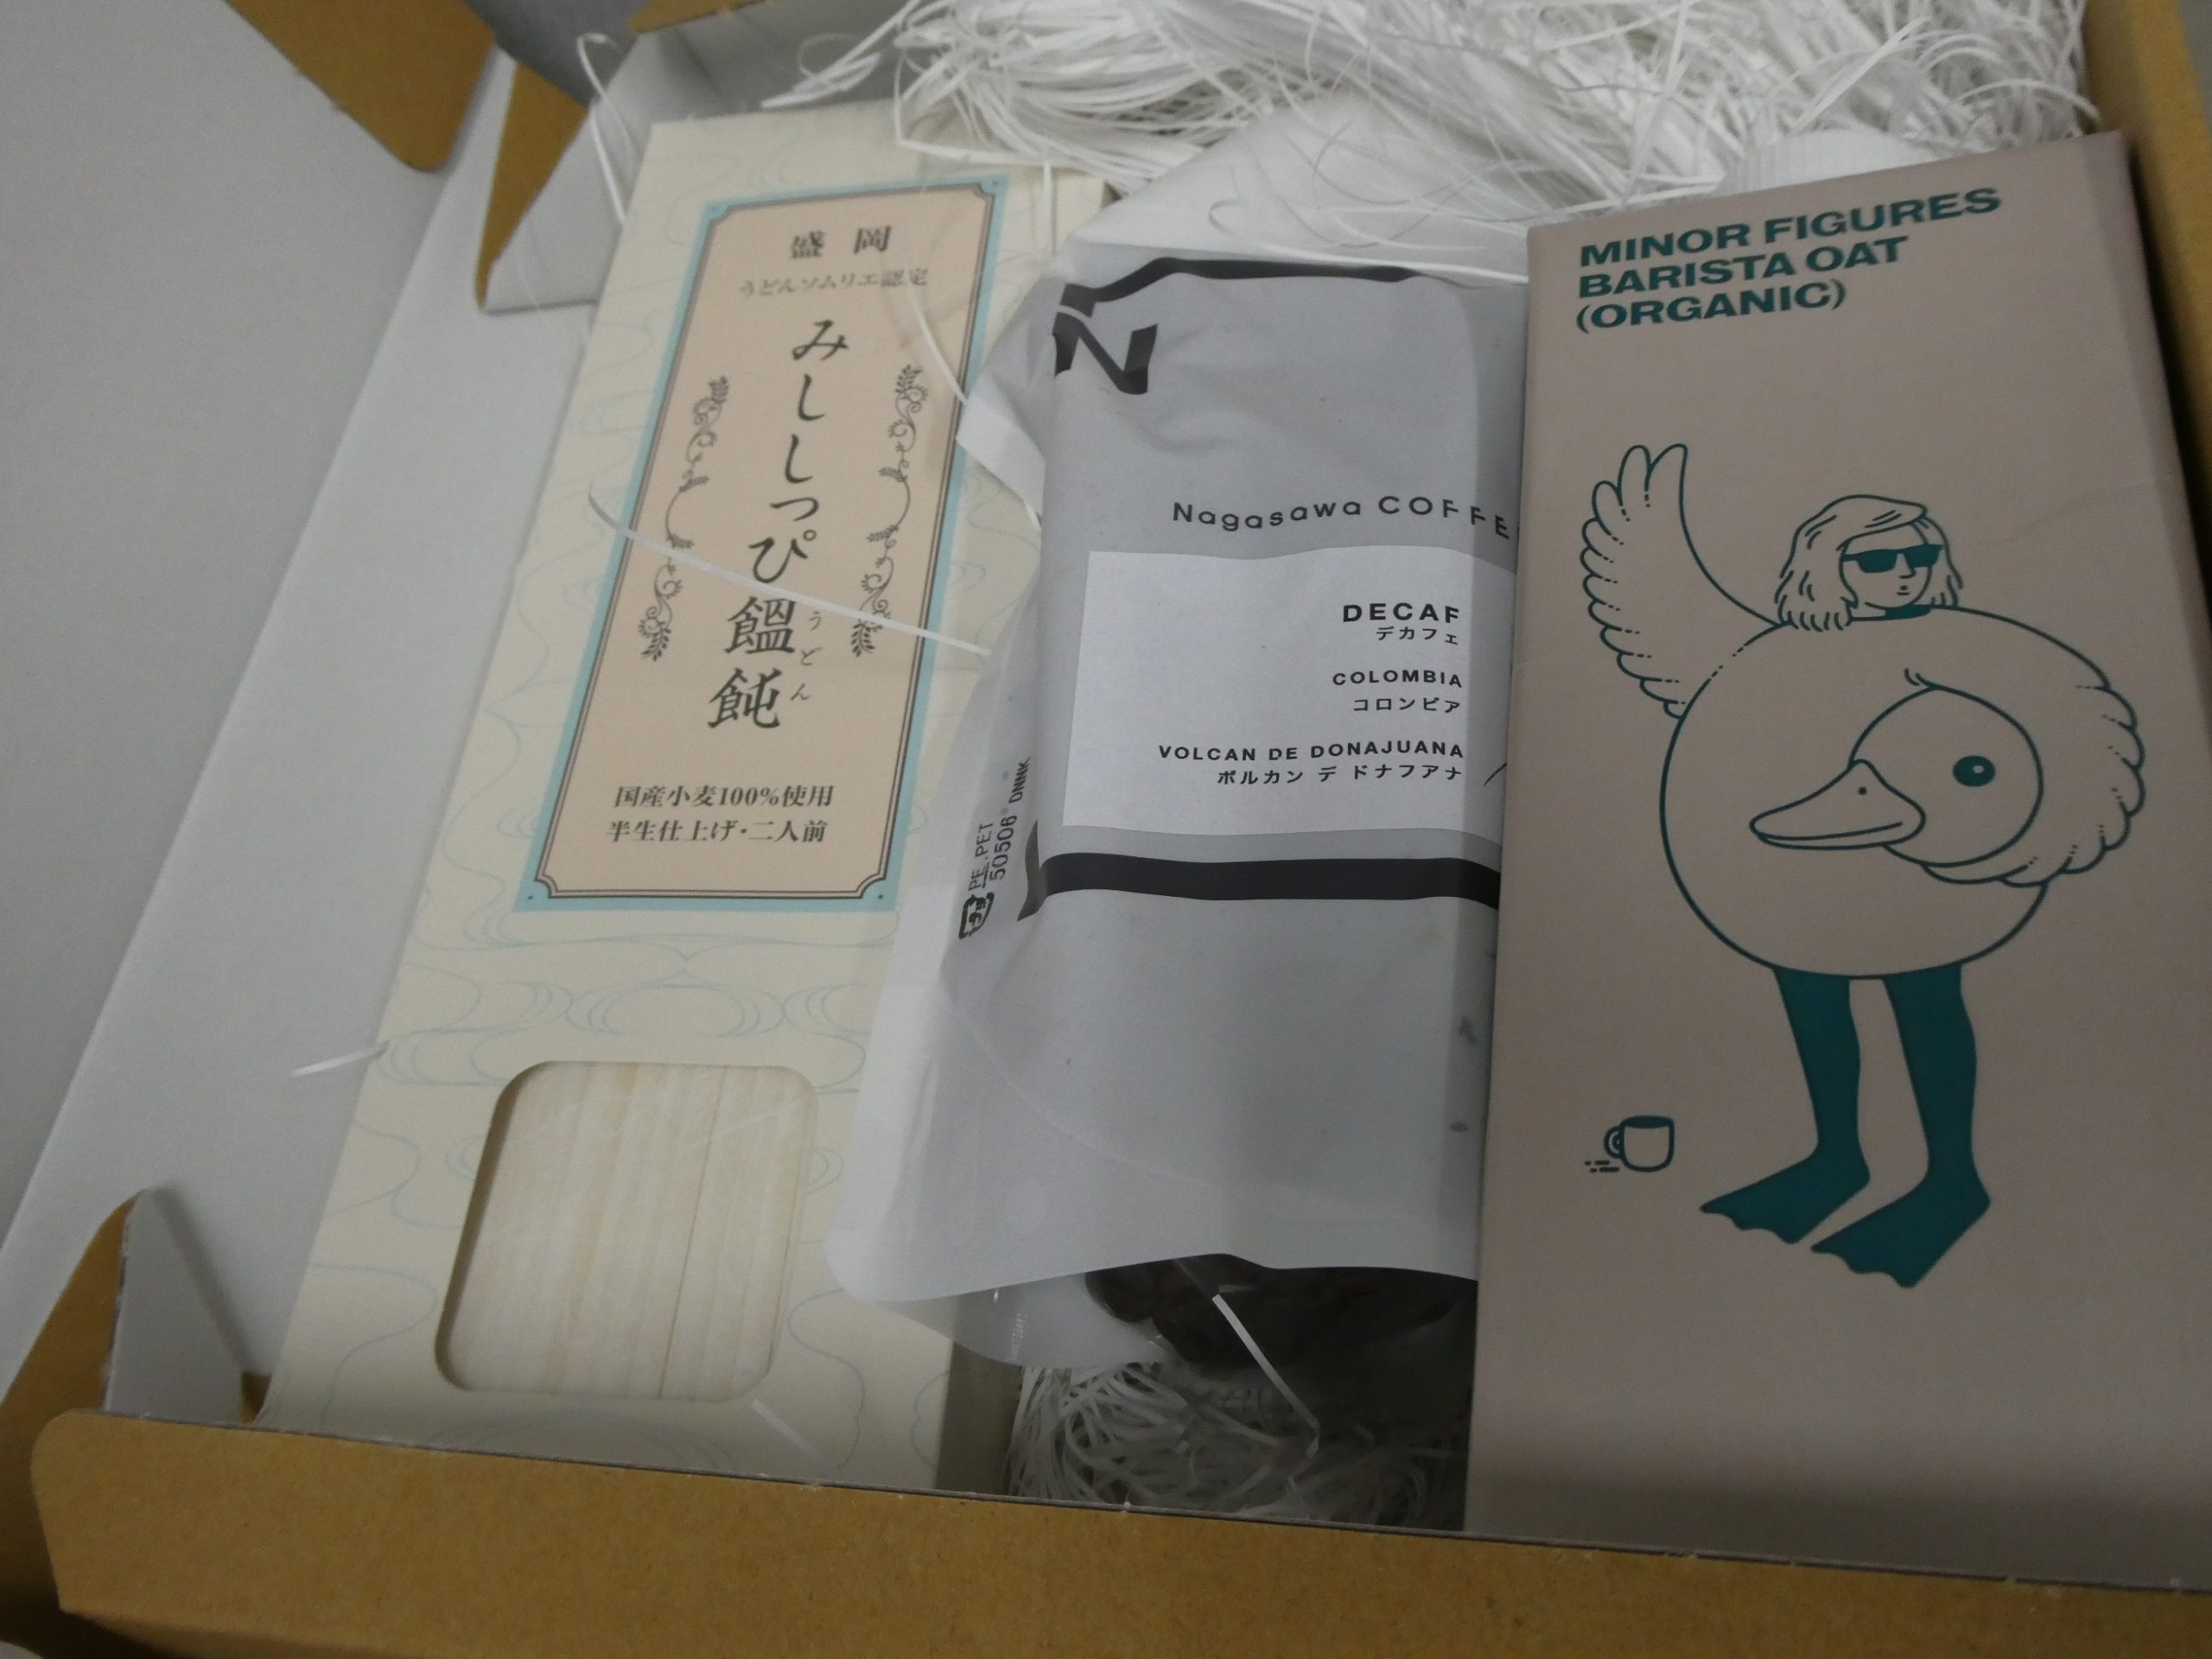 盛岡
うどんソムリエ認定
みししっぴ饂飩
うどん
国産小麦100%使用
半生仕上げ・二人前
N
Nagasawa COFFE
DECAF
デカフェ
COLOMBIA
コロンビア
VOLCAN DE DONAJUANA
ボルカン デ ドナフアナ
PE,PET
50506 DNNK
MINOR FIGURES
BARISTA OAT
(ORGANIC)